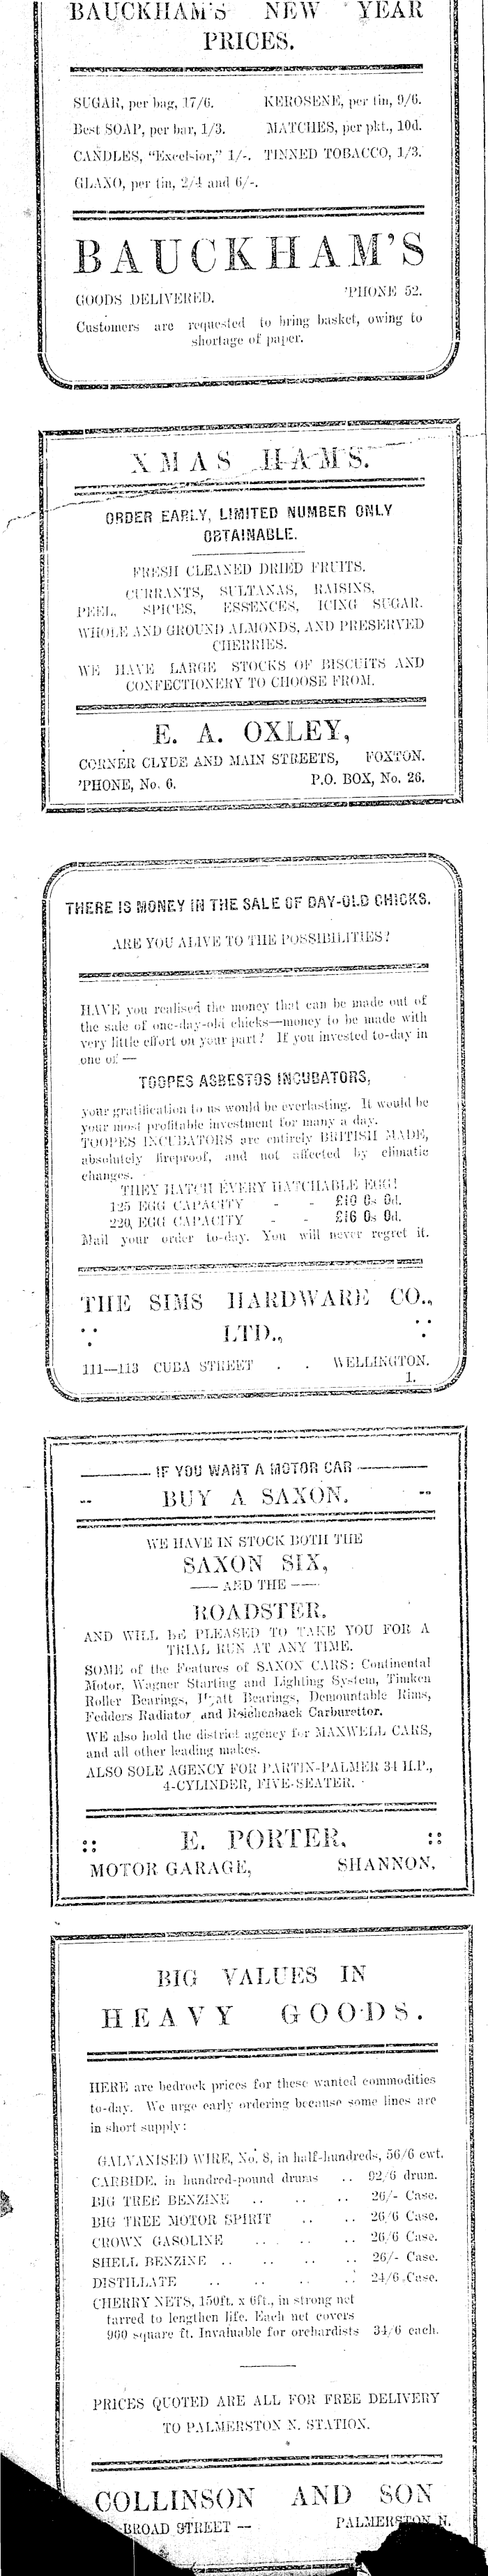 BAUCKHAM'S NEW YEAR
PRICES.
SUGAR, per bag, 17/6. KEROSENE, per tin, 9/6.
Best SOAP, per bar, 1/3. MATCHES, per pkt., 10d.
CANDLES, "Excelsior," 1/-. TINNED TOBACCO, 1/3.
GLAXO, per tin, 2/4 and 6/-.
BAUCKHAM'S
GOODS DELIVERED. 'PHONE 52.
Customers are requested to bring basket, owing to
shortage of paper.
XMAS HAMS.
ORDER EARLY, LIMITED NUMBER ONLY
OBTAINABLE.
FRESH CLEANED DRIED FRUITS.
CURRANTS, SULTANAS, RAISINS,
PEEL, SPICES, ESSENCES, ICING SUGAR.
WHOLE AND GROUND ALMONDS, AND PRESERVED
CHERRIES.
WE HAVE LARGE STOCKS OF BISCUITS AND
CONFECTIONERY TO CHOOSE FROM.
E. A. OXLEY,
CORNER CLYDE AND MAIN STREETS, FOXTON.
'PHONE, No. 6. P.O. BOX, No. 26.
THERE IS MONEY IN THE SALE OF DAY-OLD CHICKS.
ARE YOU ALIVE TO THE POSSIBILITIES?
HAVE you realised the money that can be made out of
the sale of one-day-old chicks—money to be made with
very little effort on your part? If you invested to-day in
one of —
TOOPES ASBESTOS INCUBATORS,
your gratification to us would be everlasting. It would be
your most profitable investment for many a day.
TOOPES INCUBATORS are entirely BRITISH MADE,
absolutely fireproof, and not affected by climatic
changes.
THEY HATCH EVERY HATCHABLE EGG!
125 EGG CAPACITY - - £10 0s 0d.
220, EGG CAPACITY - - £16 0s 0d.
Mail your order to-day. You will never regret it.
THE SIMS HARDWARE CO.,
LTD.,
111—113 CUBA STREET . . WELLINGTON.
1.
IF YOU WANT A MOTOR CAR
-- BUY A SAXON. --
WE HAVE IN STOCK BOTH THE
SAXON SIX,
—— AND THE ——
ROADSTER.
AND WILL BE PLEASED TO TAKE YOU FOR A
TRIAL RUN AT ANY TIME.
SOME of the Features of SAXON CARS: Continental
Motor, Wagner Starting and Lighting System, Timken
Roller Bearings, Hyatt Bearings, Demountable Rims,
Fedders Radiator and Reichenback Carburettor.
WE also hold the district agency for MAXWELL CARS,
and all other leading makes.
ALSO SOLE AGENCY FOR PARTIN-PALMER 34 H.P.,
4-CYLINDER, FIVE-SEATER.
:: E. PORTER, ::
MOTOR GARAGE, SHANNON.
BIG VALUES IN
HEAVY GOODS.
HERE are bedrock prices for these wanted commodities
to-day. We urge early ordering because some lines are
in short supply:
GALVANISED WIRE, No. 8, in half-hundreds, 56/6 cwt.
CARBIDE, in hundred-pound drums .. 92/6 drum.
BIG TREE BENZINE .. .. .. 26/- Case.
BIG TREE MOTOR SPIRIT .. .. 26/6 Case.
CROWN GASOLINE .. .. .. 26/6 Case.
SHELL BENZINE .. .. .. .. 26/- Case.
DISTILLATE .. .. .. .. 24/6 Case.
CHERRY NETS, 150ft. x 6ft., in strong net
tarred to lengthen life. Each net covers
960 square ft. Invaluable for orchardists 34/6 each.
PRICES QUOTED ARE ALL FOR FREE DELIVERY
TO PALMERSTON N. STATION.
COLLINSON AND SON
BROAD STREET — PALMERSTON N.